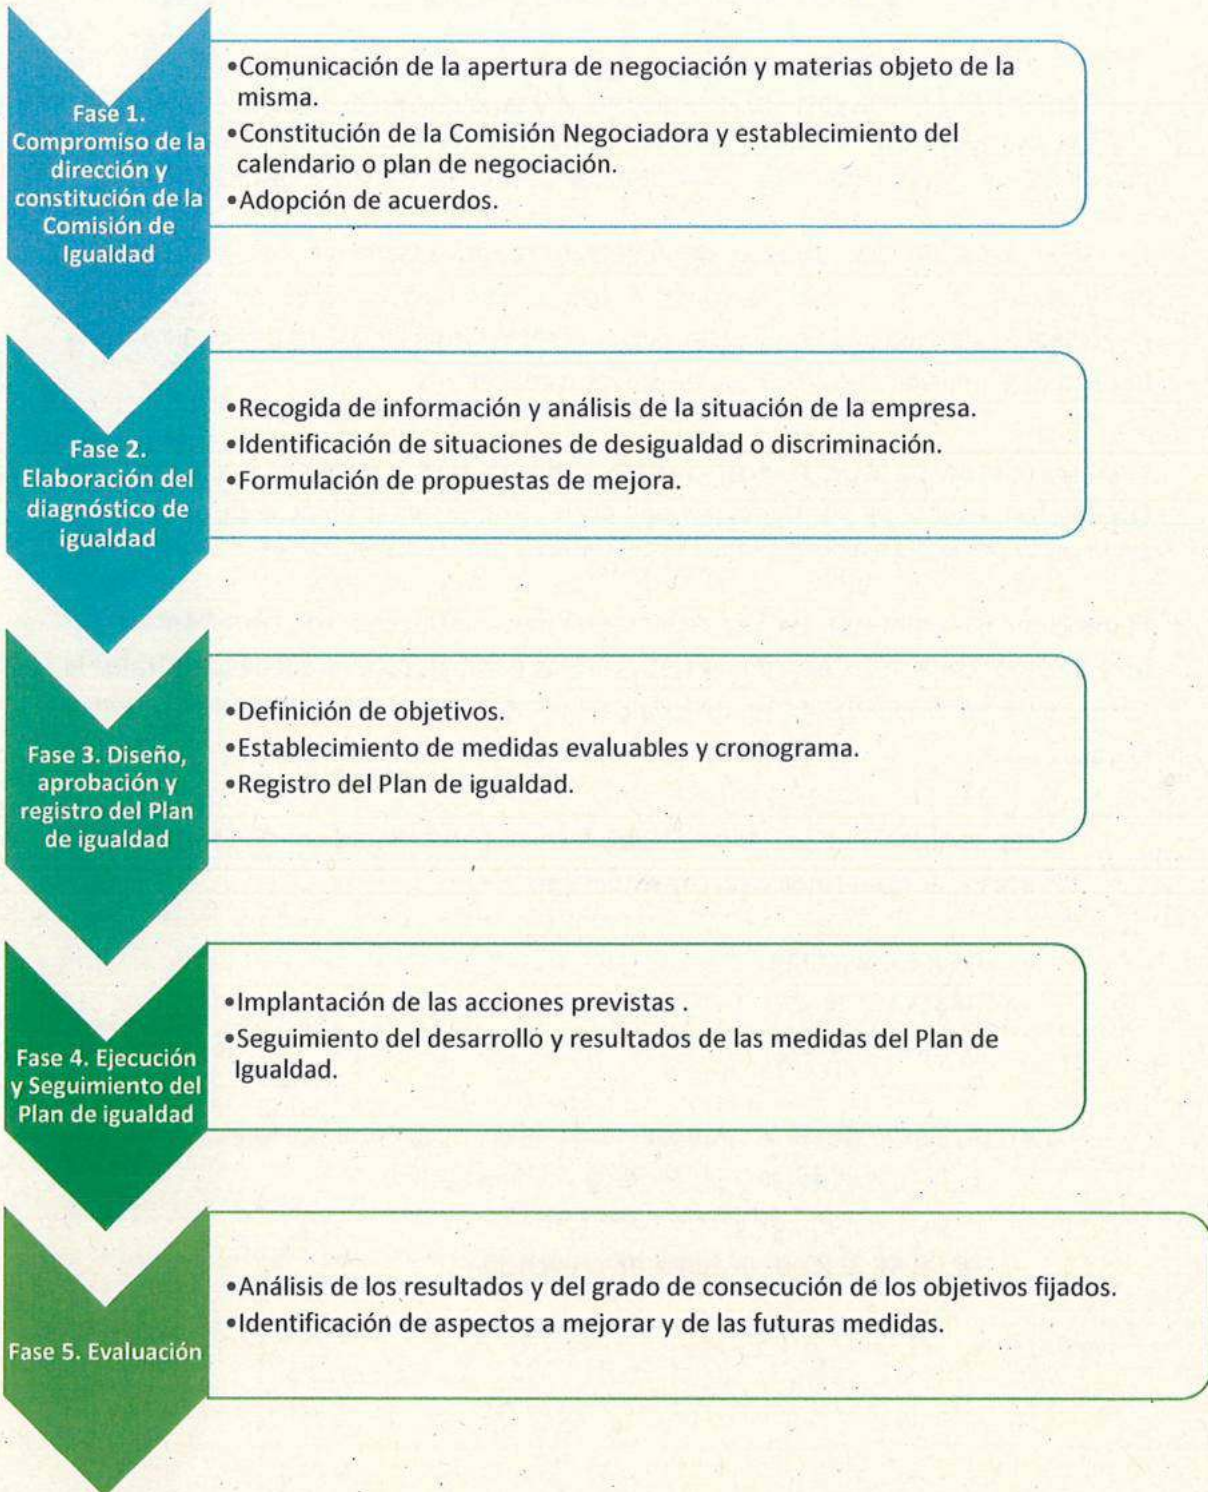 Fase 1.
Compromiso de la
dirección y
constitución de la
Comisión de
Igualdad
•Comunicación de la apertura de negociación y materias objeto de la
misma.
•Constitución de la Comisión Negociadora y establecimiento del
calendario o plan de negociación.
•Adopción de acuerdos.
Fase 2.
Elaboración del
diagnóstico de
igualdad
•Recogida de información y análisis de la situación de la empresa.
•Identificación de situaciones de desigualdad o discriminación.
•Formulación de propuestas de mejora.
Fase 3. Diseño,
aprobación y
registro del Plan
de igualdad
•Definición de objetivos.
•Establecimiento de medidas evaluables y cronograma.
•Registro del Plan de igualdad.
Fase 4. Ejecución
y Seguimiento del
Plan de igualdad
•Implantación de las acciones previstas .
•Seguimiento del desarrollo y resultados de las medidas del Plan de
Igualdad.
Fase 5. Evaluación
•Análisis de los resultados y del grado de consecución de los objetivos fijados.
•Identificación de aspectos a mejorar y de las futuras medidas.